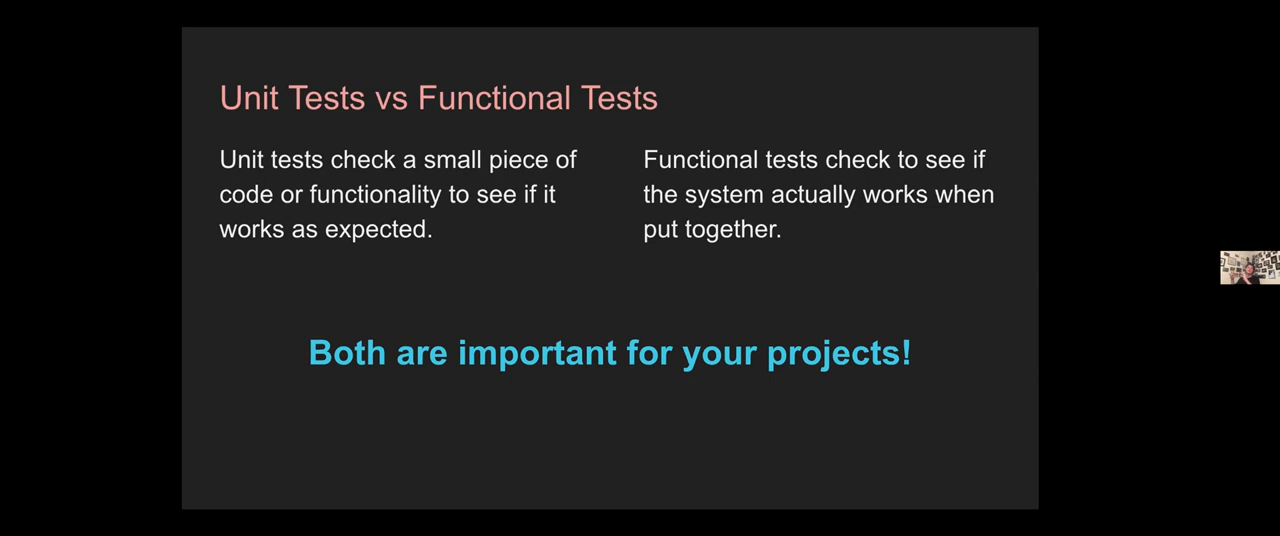 Unit Tests vs Functional Tests
Unit tests check a small piece of
code or functionality to see if it
works as expected.
Functional tests check to see if
the system actually works when
put together.
Both are important for your projects!